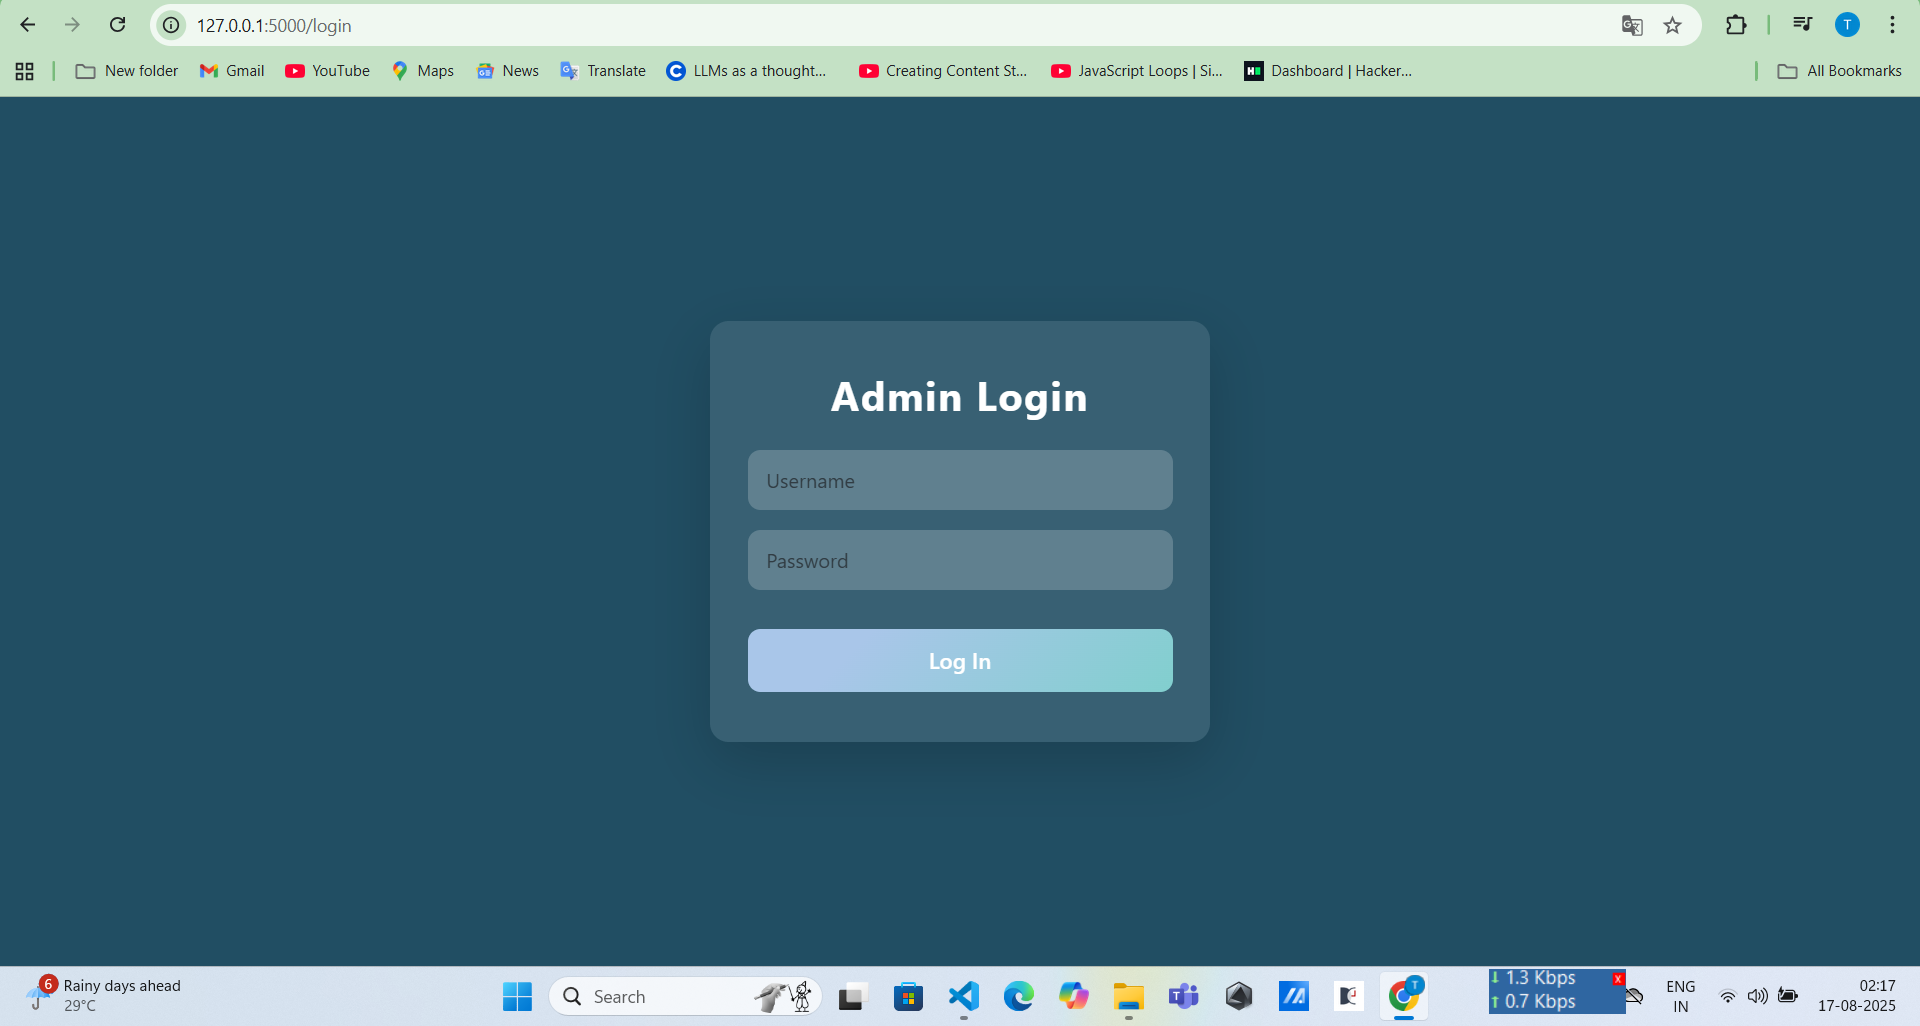 127.0.0.1:5000/login
T
New folder
Gmail
YouTube
Maps
News
Translate
LLMs as a thought...
Creating Content St...
JavaScript Loops | Si...
Dashboard | Hacker...
All Bookmarks
Admin Login
Username
Password
Log In
6
Rainy days ahead
29°C
Search
T
1.3 Kbps
x
0.7 Kbps
ENG
IN
02:17
17-08-2025